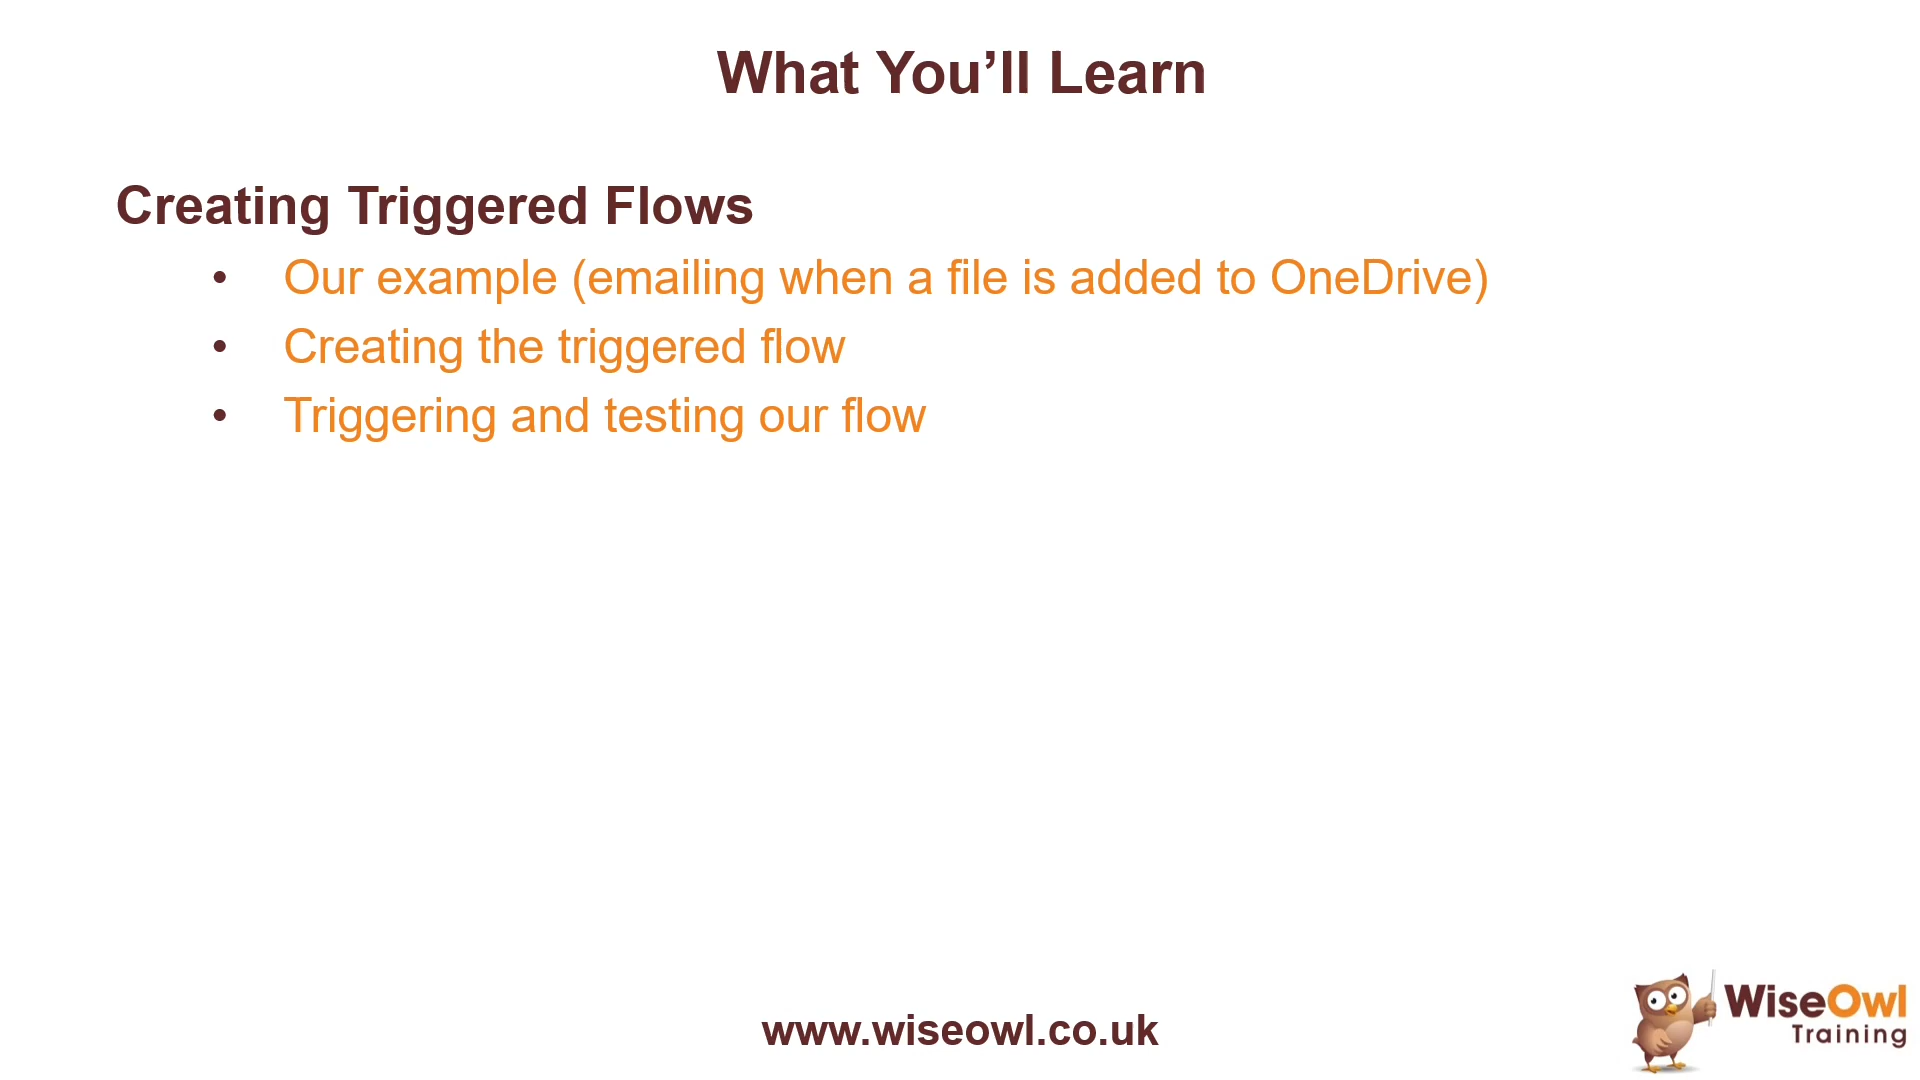 What You’ll Learn
Creating Triggered Flows
• Our example (emailing when a file is added to OneDrive)
• Creating the triggered flow
• Triggering and testing our flow
www.wiseowl.co.uk
WiseOwl
Training